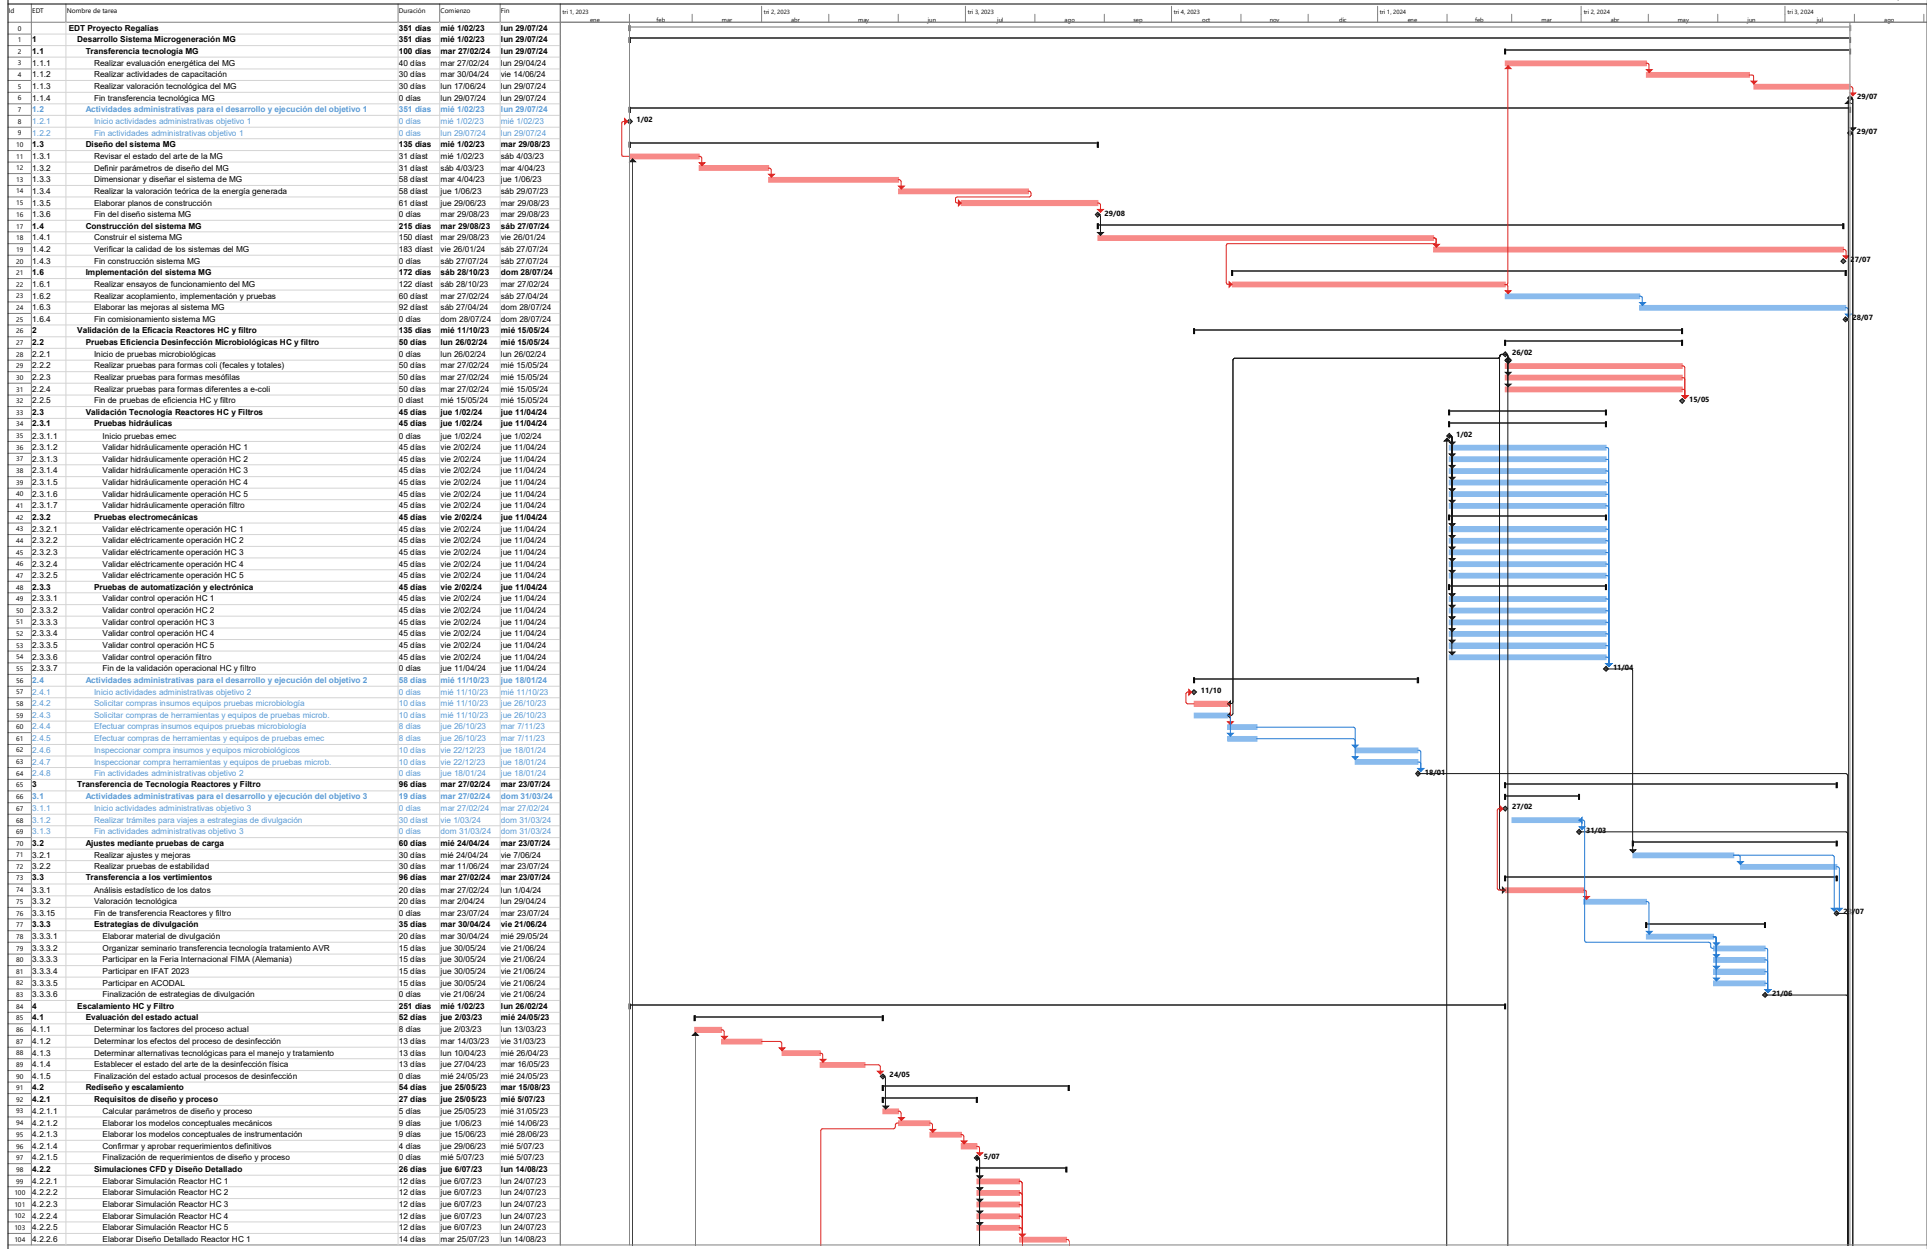 Id EDT Nombre de tarea Duración Comienzo Fin tri 1, 2023 tri 2, 2023 tri 3, 2023 tri 4, 2023 tri 1, 2024 tri 2, 2024 tri 3, 2024
ene feb mar abr may jun jul ago sep oct nov dic ene feb mar abr may jun jul ago
0 EDT Proyecto Regalias 351 días mié 1/02/23 lun 29/07/24
1 1 Desarrollo Sistema Microgeneración MG 351 días mié 1/02/23 lun 29/07/24
2 1.1 Transferencia tecnología MG 100 días mar 27/02/24 lun 29/07/24
3 1.1.1 Realizar evaluación energética del MG 40 días mar 27/02/24 lun 29/04/24
4 1.1.2 Realizar actividades de capacitación 30 días mar 30/04/24 vie 14/06/24
5 1.1.3 Realizar valoración tecnológica del MG 30 días lun 17/06/24 lun 29/07/24
6 1.1.4 Fin transferencia tecnológica MG 0 días lun 29/07/24 lun 29/07/24 29/07
7 1.2 Actividades administrativas para el desarrollo y ejecución del objetivo 1 351 días mié 1/02/23 lun 29/07/24
8 1.2.1 Inicio actividades administrativas objetivo 1 0 días mié 1/02/23 mié 1/02/23 1/02
9 1.2.2 Fin actividades administrativas objetivo 1 0 días lun 29/07/24 lun 29/07/24 29/07
10 1.3 Diseño del sistema MG 135 días mié 1/02/23 mar 29/08/23
11 1.3.1 Revisar el estado del arte de la MG 31 díast mié 1/02/23 sáb 4/03/23
12 1.3.2 Definir parámetros de diseño del MG 31 díast sáb 4/03/23 mar 4/04/23
13 1.3.3 Dimensionar y diseñar el sistema de MG 58 díast mar 4/04/23 jue 1/06/23
14 1.3.4 Realizar la valoración teórica de la energía generada 58 díast jue 1/06/23 sáb 29/07/23
15 1.3.5 Elaborar planos de construcción 61 díast jue 29/06/23 mar 29/08/23
16 1.3.6 Fin del diseño sistema MG 0 días mar 29/08/23 mar 29/08/23 29/08
17 1.4 Construcción del sistema MG 215 días mar 29/08/23 sáb 27/07/24
18 1.4.1 Construir el sistema MG 150 díast mar 29/08/23 vie 26/01/24
19 1.4.2 Verificar la calidad de los sistemas del MG 183 días vie 26/01/24 sáb 27/07/24
20 1.4.3 Fin construcción sistema MG 0 días sáb 27/07/24 sáb 27/07/24 27/07
21 1.6 Implementación del sistema MG 172 días sáb 28/10/23 dom 28/07/24
22 1.6.1 Realizar ensayos de funcionamiento del MG 122 díast sáb 28/10/23 mar 27/02/24
23 1.6.2 Realizar acoplamiento, implementación y pruebas 60 díast mar 27/02/24 sáb 27/04/24
24 1.6.3 Elaborar las mejoras al sistema MG 92 díast sáb 27/04/24 dom 28/07/24
25 1.6.4 Fin comisionamiento sistema MG 0 días dom 28/07/24 dom 28/07/24 28/07
26 2 Validación de la Eficacia Reactores HC y filtro 135 días mié 11/10/23 mié 15/05/24
27 2.2 Pruebas Eficiencia Desinfección Microbiológicas HC y filtro 50 días lun 26/02/24 mié 15/05/24
28 2.2.1 Inicio de pruebas microbiológicas 0 días lun 26/02/24 lun 26/02/24 26/02
29 2.2.2 Realizar pruebas para formas coli (fecales y totales) 50 días mar 27/02/24 mié 15/05/24
30 2.2.3 Realizar pruebas para formas mesófilas 50 días mar 27/02/24 mié 15/05/24
31 2.2.4 Realizar pruebas para formas diferentes a e-coli 50 días mar 27/02/24 mié 15/05/24
32 2.2.5 Fin de pruebas de eficiencia HC y filtro 0 díast mié 15/05/24 mié 15/05/24 15/05
33 2.3 Validación Tecnología Reactores HC y Filtros 45 días jue 1/02/24 jue 11/04/24
34 2.3.1 Pruebas hidráulicas 45 días jue 1/02/24 jue 11/04/24
35 2.3.1.1 Inicio pruebas emec 0 días jue 1/02/24 jue 1/02/24 1/02
36 2.3.1.2 Validar hidráulicamente operación HC 1 45 días vie 2/02/24 jue 11/04/24
37 2.3.1.3 Validar hidráulicamente operación HC 2 45 días vie 2/02/24 jue 11/04/24
38 2.3.1.4 Validar hidráulicamente operación HC 3 45 días vie 2/02/24 jue 11/04/24
39 2.3.1.5 Validar hidráulicamente operación HC 4 45 días vie 2/02/24 jue 11/04/24
40 2.3.1.6 Validar hidráulicamente operación HC 5 45 días vie 2/02/24 jue 11/04/24
41 2.3.1.7 Validar hidráulicamente operación filtro 45 días vie 2/02/24 jue 11/04/24
42 2.3.2 Pruebas electromecánicas 45 días vie 2/02/24 jue 11/04/24
43 2.3.2.1 Validar eléctricamente operación HC 1 45 días vie 2/02/24 jue 11/04/24
44 2.3.2.2 Validar eléctricamente operación HC 2 45 días vie 2/02/24 jue 11/04/24
45 2.3.2.3 Validar eléctricamente operación HC 3 45 días vie 2/02/24 jue 11/04/24
46 2.3.2.4 Validar eléctricamente operación HC 4 45 días vie 2/02/24 jue 11/04/24
47 2.3.2.5 Validar eléctricamente operación HC 5 45 días vie 2/02/24 jue 11/04/24
48 2.3.3 Pruebas de automatización y electrónica 45 días vie 2/02/24 jue 11/04/24
49 2.3.3.1 Validar control operación HC 1 45 días vie 2/02/24 jue 11/04/24
50 2.3.3.2 Validar control operación HC 2 45 días vie 2/02/24 jue 11/04/24
51 2.3.3.3 Validar control operación HC 3 45 días vie 2/02/24 jue 11/04/24
52 2.3.3.4 Validar control operación HC 4 45 días vie 2/02/24 jue 11/04/24
53 2.3.3.5 Validar control operación HC 5 45 días vie 2/02/24 jue 11/04/24
54 2.3.3.6 Validar control operación filtro 45 días vie 2/02/24 jue 11/04/24
55 2.3.3.7 Fin de la validación operacional HC y filtro 0 días jue 11/04/24 jue 11/04/24 11/04
56 2.4 Actividades administrativas para el desarrollo y ejecución del objetivo 2 58 días mié 11/10/23 jue 18/01/24
57 2.4.1 Inicio actividades administrativas objetivo 2 0 días mié 11/10/23 mié 11/10/23 11/10
58 2.4.2 Solicitar compras insumos equipos pruebas microbiología 10 días mié 11/10/23 jue 26/10/23
59 2.4.3 Solicitar compras de herramientas y equipos de pruebas microb. 10 días mié 11/10/23 jue 26/10/23
60 2.4.4 Efectuar compras insumos equipos pruebas microbiología 8 días jue 26/10/23 mar 7/11/23
61 2.4.5 Efectuar compras de herramientas y equipos de pruebas emec 8 días jue 26/10/23 mar 7/11/23
62 2.4.6 Inspeccionar compra insumos y equipos microbiológicos 10 días vie 22/12/23 jue 18/01/24
63 2.4.7 Inspeccionar compra herramientas y equipos de pruebas microb. 10 días vie 22/12/23 jue 18/01/24
64 2.4.8 Fin actividades administrativas objetivo 2 0 días jue 18/01/24 jue 18/01/24 18/01
65 3 Transferencia de Tecnología Reactores y Filtro 96 días mar 27/02/24 mar 23/07/24
66 3.1 Actividades administrativas para el desarrollo y ejecución del objetivo 3 19 días mar 27/02/24 dom 31/03/24
67 3.1.1 Inicio actividades administrativas objetivo 3 0 días mar 27/02/24 mar 27/02/24 27/02
68 3.1.2 Realizar trámites para viajes a estrategias de divulgación 30 díast vie 1/03/24 dom 31/03/24
69 3.1.3 Fin actividades administrativas objetivo 3 0 días dom 31/03/24 dom 31/03/24 31/03
70 3.2 Ajustes mediante pruebas de carga 60 días mié 24/04/24 mar 23/07/24
71 3.2.1 Realizar ajustes y mejoras 30 días mié 24/04/24 vie 7/06/24
72 3.2.2 Realizar pruebas de estabilidad 30 días mar 11/06/24 mar 23/07/24
73 3.3 Transferencia a los vertimientos 96 días mar 27/02/24 mar 23/07/24
74 3.3.1 Análisis estadístico de los datos 20 días mar 27/02/24 lun 1/04/24
75 3.3.2 Valoración tecnológica 20 días mar 2/04/24 lun 29/04/24
76 3.3.15 Fin de transferencia Reactores y filtro 0 días mar 23/07/24 mar 23/07/24
77 3.3.3 Estrategias de divulgación 35 días mar 30/04/24 vie 21/06/24
78 3.3.3.1 Elaborar material de divulgación 20 días mar 30/04/24 mié 29/05/24
79 3.3.3.2 Organizar seminario transferencia tecnología tratamiento AVR 15 días jue 30/05/24 vie 21/06/24
80 3.3.3.3 Participar en la Feria Internacional FIMA (Alemania) 15 días jue 30/05/24 vie 21/06/24
81 3.3.3.4 Participar en IFAT 2023 15 días jue 30/05/24 vie 21/06/24
82 3.3.3.5 Participar en ACODAL 15 días jue 30/05/24 vie 21/06/24
83 3.3.3.6 Finalización de estrategias de divulgación 0 días vie 21/06/24 vie 21/06/24 21/06
84 4 Escalamiento HC y Filtro 251 días mié 1/02/23 lun 26/02/24
85 4.1 Evaluación del estado actual 52 días jue 2/03/23 mié 24/05/23
86 4.1.1 Determinar los factores del proceso actual 8 días jue 2/03/23 lun 13/03/23
87 4.1.2 Determinar los efectos del proceso de desinfección 13 días mar 14/03/23 vie 31/03/23
88 4.1.3 Determinar alternativas tecnológicas para el manejo y tratamiento 13 días lun 10/04/23 mié 26/04/23
89 4.1.4 Establecer el estado del arte de la desinfección física 13 días jue 27/04/23 mar 16/05/23
90 4.1.5 Finalización del estado actual procesos de desinfección 0 días mié 24/05/23 mié 24/05/23 24/05
91 4.2 Rediseño y escalamiento 54 días jue 25/05/23 mar 15/08/23
92 4.2.1 Requisitos de diseño y proceso 27 días jue 25/05/23 mié 5/07/23
93 4.2.1.1 Calcular parámetros de diseño y proceso 5 días jue 25/05/23 mié 31/05/23
94 4.2.1.2 Elaborar los modelos conceptuales mecánicos 9 días jue 1/06/23 mié 14/06/23
95 4.2.1.3 Elaborar los modelos conceptuales de instrumentación 9 días jue 15/06/23 mié 28/06/23
96 4.2.1.4 Confirmar y aprobar requerimientos definitivos 4 días jue 29/06/23 mié 5/07/23
97 4.2.1.5 Finalización de requerimientos de diseño y proceso 0 días mié 5/07/23 mié 5/07/23 5/07
98 4.2.2 Simulaciones CFD y Diseño Detallado 26 días jue 6/07/23 lun 14/08/23
99 4.2.2.1 Elaborar Simulación Reactor HC 1 12 días jue 6/07/23 lun 24/07/23
100 4.2.2.2 Elaborar Simulación Reactor HC 2 12 días jue 6/07/23 lun 24/07/23
101 4.2.2.3 Elaborar Simulación Reactor HC 3 12 días jue 6/07/23 lun 24/07/23
102 4.2.2.4 Elaborar Simulación Reactor HC 4 12 días jue 6/07/23 lun 24/07/23
103 4.2.2.5 Elaborar Simulación Reactor HC 5 12 días jue 6/07/23 lun 24/07/23
104 4.2.2.6 Elaborar Diseño Detallado Reactor HC 1 14 días mar 25/07/23 lun 14/08/23